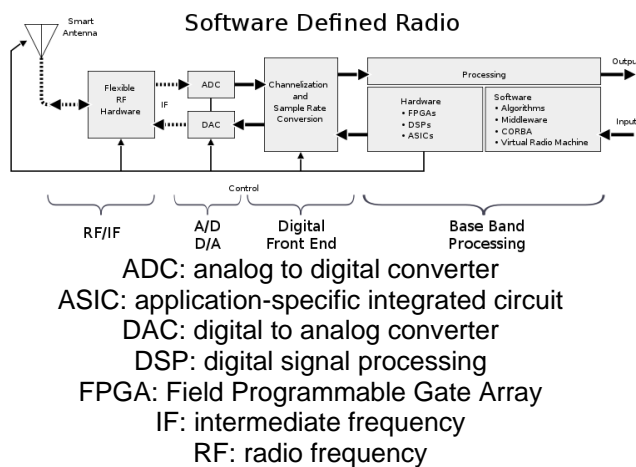 Software Defined Radio
Smart
Antenna
Flexible
RF
Hardware
IF
ADC
DAC
Channelization
and
Sample Rate
Conversion
Processing
Hardware
• FPGAs
• DSPs
• ASICs
Software
• Algorithms
• Middleware
• CORBA
• Virtual Radio Machine
Output
Input
Control
RF/IF
A/D
D/A
Digital
Front End
Base Band
Processing
ADC: analog to digital converter
ASIC: application-specific integrated circuit
DAC: digital to analog converter
DSP: digital signal processing
FPGA: Field Programmable Gate Array
IF: intermediate frequency
RF: radio frequency